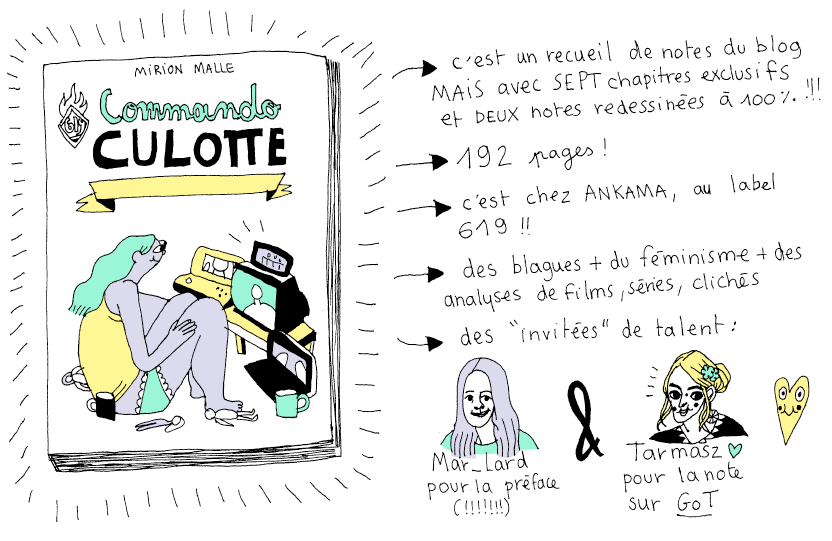 MIRION MALLE
Commando
CULOTTE
619
c'est un recueil de notes du blog
MAIS avec SEPT chapitres exclusifs
et DEUX notes redessinées à 100%. !!!
192 pages !
c'est chez ANKAMA, au label
619 !!
des blagues + du féminisme + des
analyses de films, séries, clichés
des "invitées" de talent :
&
Mar_Lard
pour la préface
(!!!!!!!)
Tarmasz
pour la note
sur GoT